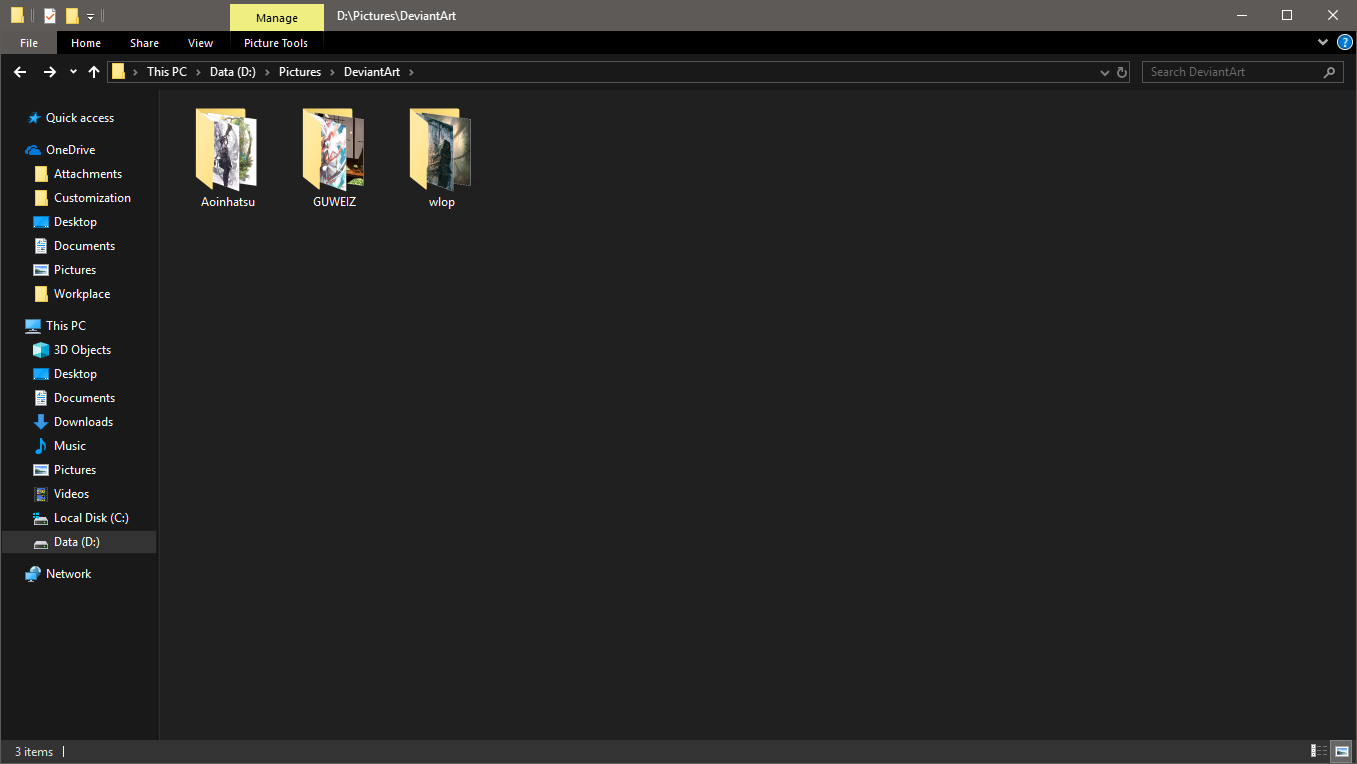 Manage D:\Pictures\DeviantArt
File Home Share View Picture Tools
This PC Data (D:) Pictures DeviantArt Search DeviantArt
Quick access
OneDrive
Attachments
Customization
Desktop
Documents
Pictures
Workplace
This PC
3D Objects
Desktop
Documents
Downloads
Music
Pictures
Videos
Local Disk (C:)
Data (D:)
Network
Aoinhatsu GUWEIZ wlop
3 items